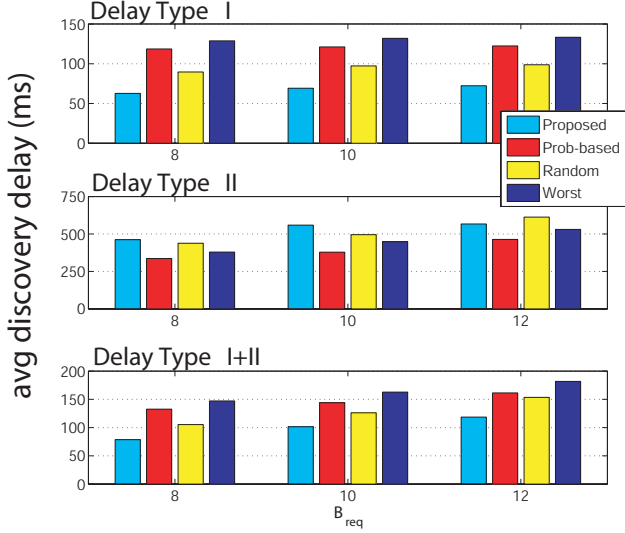 Delay Type I
150
100
50
0
8
10
12
Proposed
Prob-based
Random
Worst
Delay Type II
750
500
250
0
8
10
12
Delay Type I+II
200
150
100
50
0
8
10
12
B_req
avg discovery delay (ms)